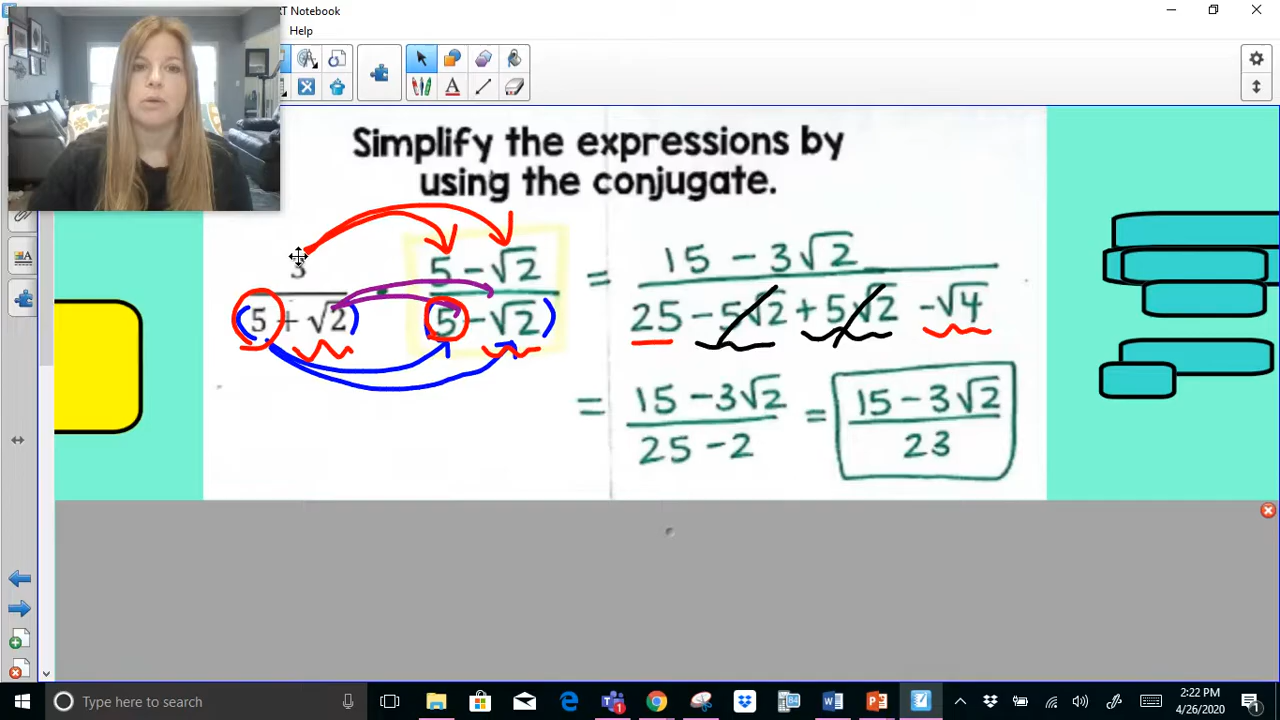 RT Notebook
Help
Simplify the expressions by
using the conjugate.
3 / (5 + √2) · (5 - √2) / (5 - √2) = (15 - 3√2) / (25 - 5√2 + 5√2 - √4)
= (15 - 3√2) / (25 - 2) = (15 - 3√2) / 23
Type here to search
2:22 PM
4/26/2020